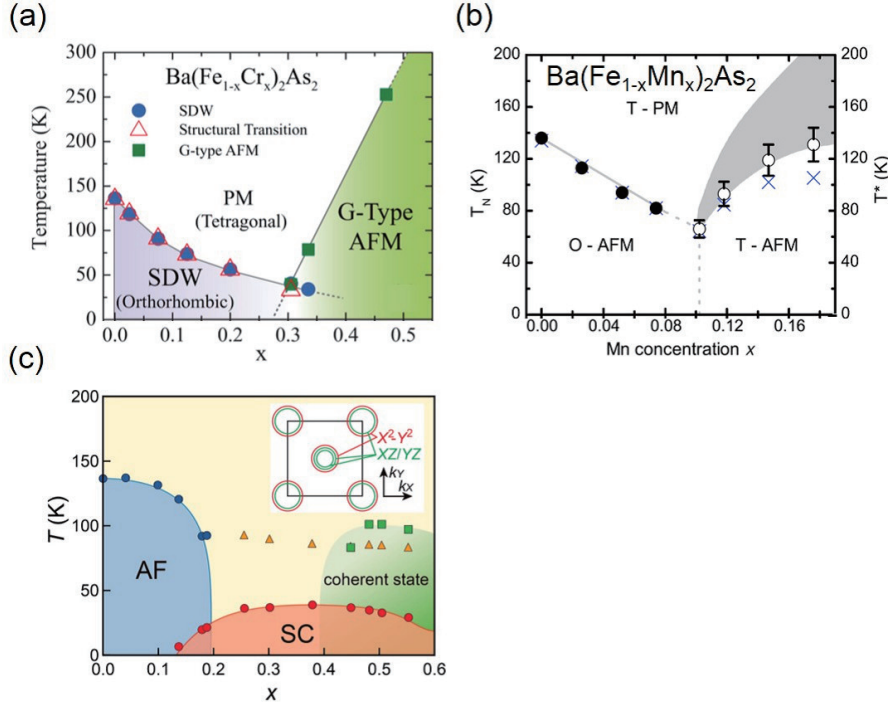 (a)
300
250
200
150
100
50
0
Temperature (K)
Ba(Fe1-xCrx)2As2
SDW
Structural Transition
G-type AFM
PM
(Tetragonal)
G-Type
AFM
SDW
(Orthorhombic)
0.0 0.1 0.2 0.3 0.4 0.5
x
(b)
200
160
120
80
40
0
TN (K)
Ba(Fe1-xMnx)2As2
T - PM
O - AFM
T - AFM
200
160
120
80
40
0
T* (K)
0.00 0.04 0.08 0.12 0.16
Mn concentration x
(c)
200
150
100
50
0
T (K)
X2-Y2
XZ/YZ
kY
kX
AF
coherent state
SC
0.0 0.1 0.2 0.3 0.4 0.5 0.6
x